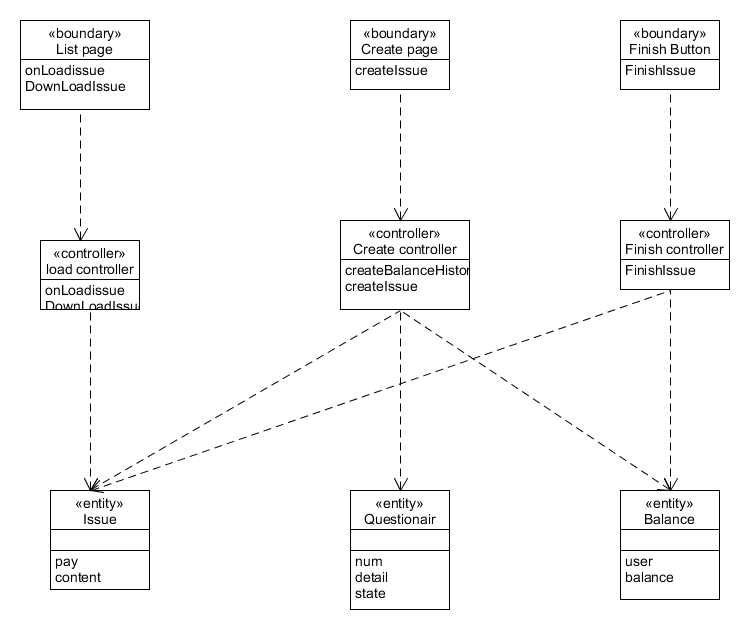 «boundary»
List page
onLoadissue
DownLoadIssue
«boundary»
Create page
createIssue
«boundary»
Finish Button
FinishIssue
«controller»
load controller
onLoadissue
DownLoadIssu
«controller»
Create controller
createBalanceHistor
createIssue
«controller»
Finish controller
FinishIssue
«entity»
Issue
pay
content
«entity»
Questionair
num
detail
state
«entity»
Balance
user
balance